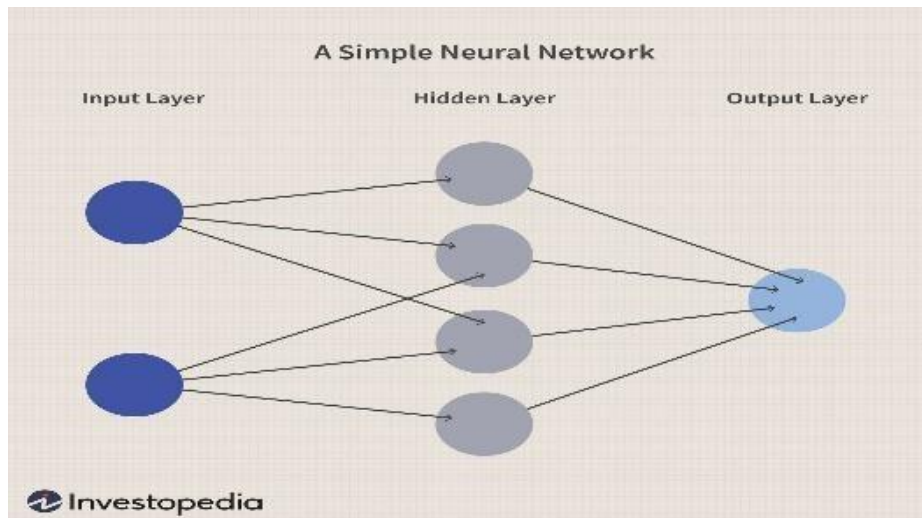 A Simple Neural Network
Input Layer
Hidden Layer
Output Layer
Investopedia